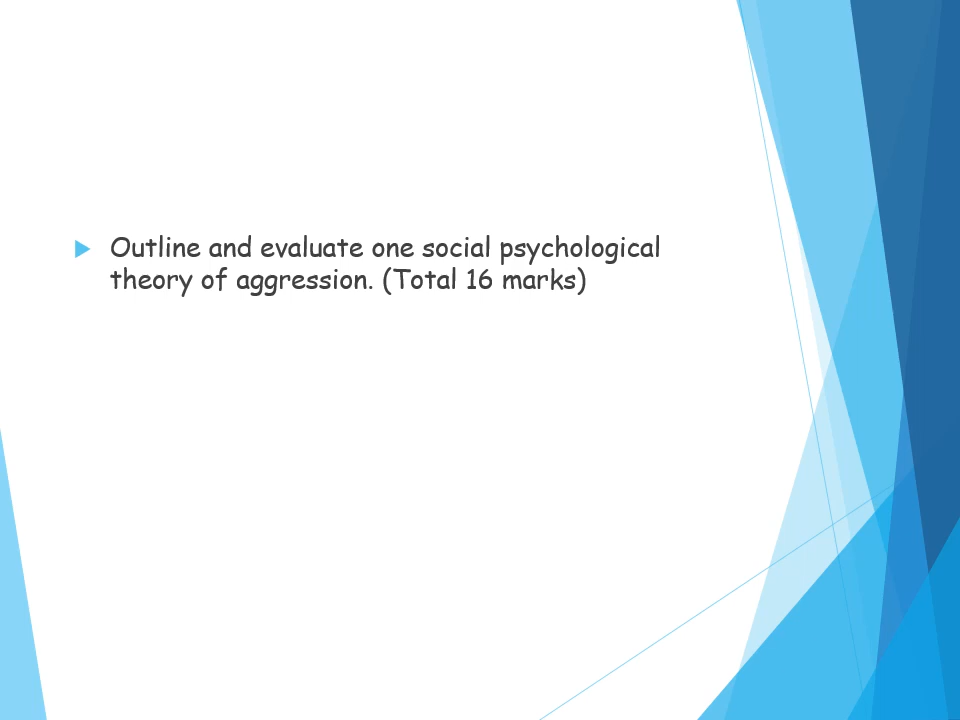 Outline and evaluate one social psychological
theory of aggression. (Total 16 marks)